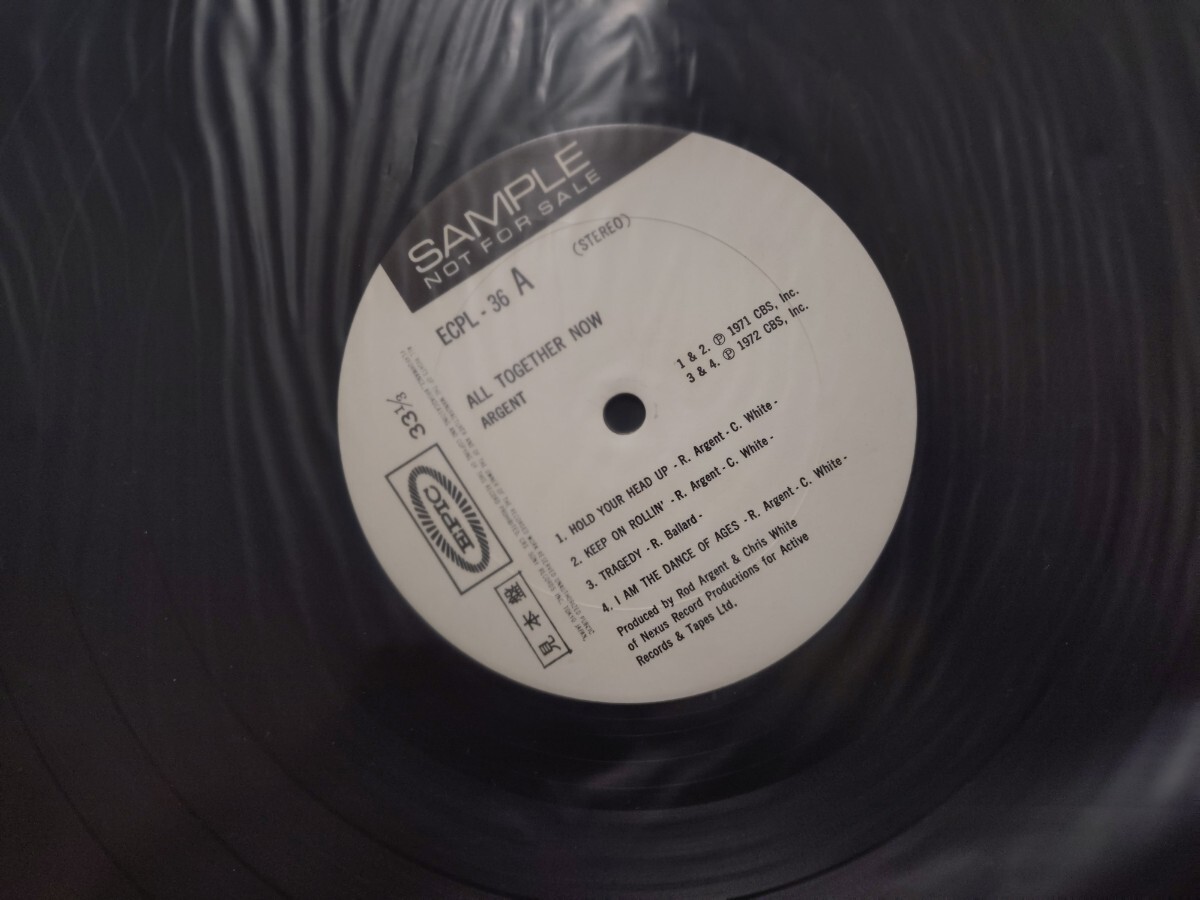 SAMPLE
NOT FOR SALE
ECPL - 36 A
(STEREO)
ALL TOGETHER NOW
ARGENT
1 & 2. Ⓟ 1971 CBS, Inc.
3 & 4. Ⓟ 1972 CBS, Inc.
33 1/3
EPIC
見本盤
1. HOLD YOUR HEAD UP - R. Argent - C. White -
2. KEEP ON ROLLIN' - R. Argent - C. White -
3. TRAGEDY - R. Ballard -
4. I AM THE DANCE OF AGES - R. Argent - C. White -
Produced by Rod Argent & Chris White
of Nexus Record Productions for Active
Records & Tapes Ltd.